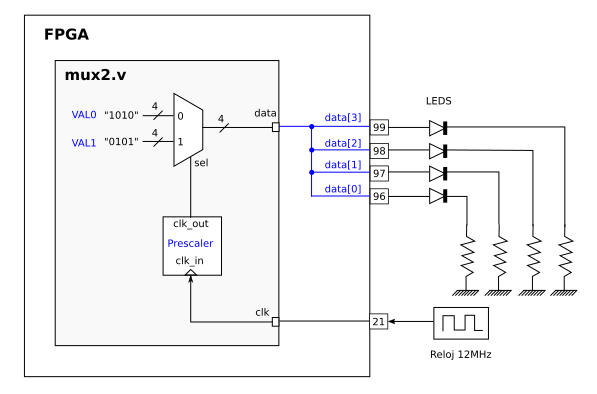 FPGA
mux2.v
LEDS
VAL0 "1010" 4 0
4 data
data[3] 99
VAL1 "0101" 4 1
data[2] 98
sel
data[1] 97
data[0] 96
clk_out
Prescaler
clk_in
clk
21
Reloj 12MHz